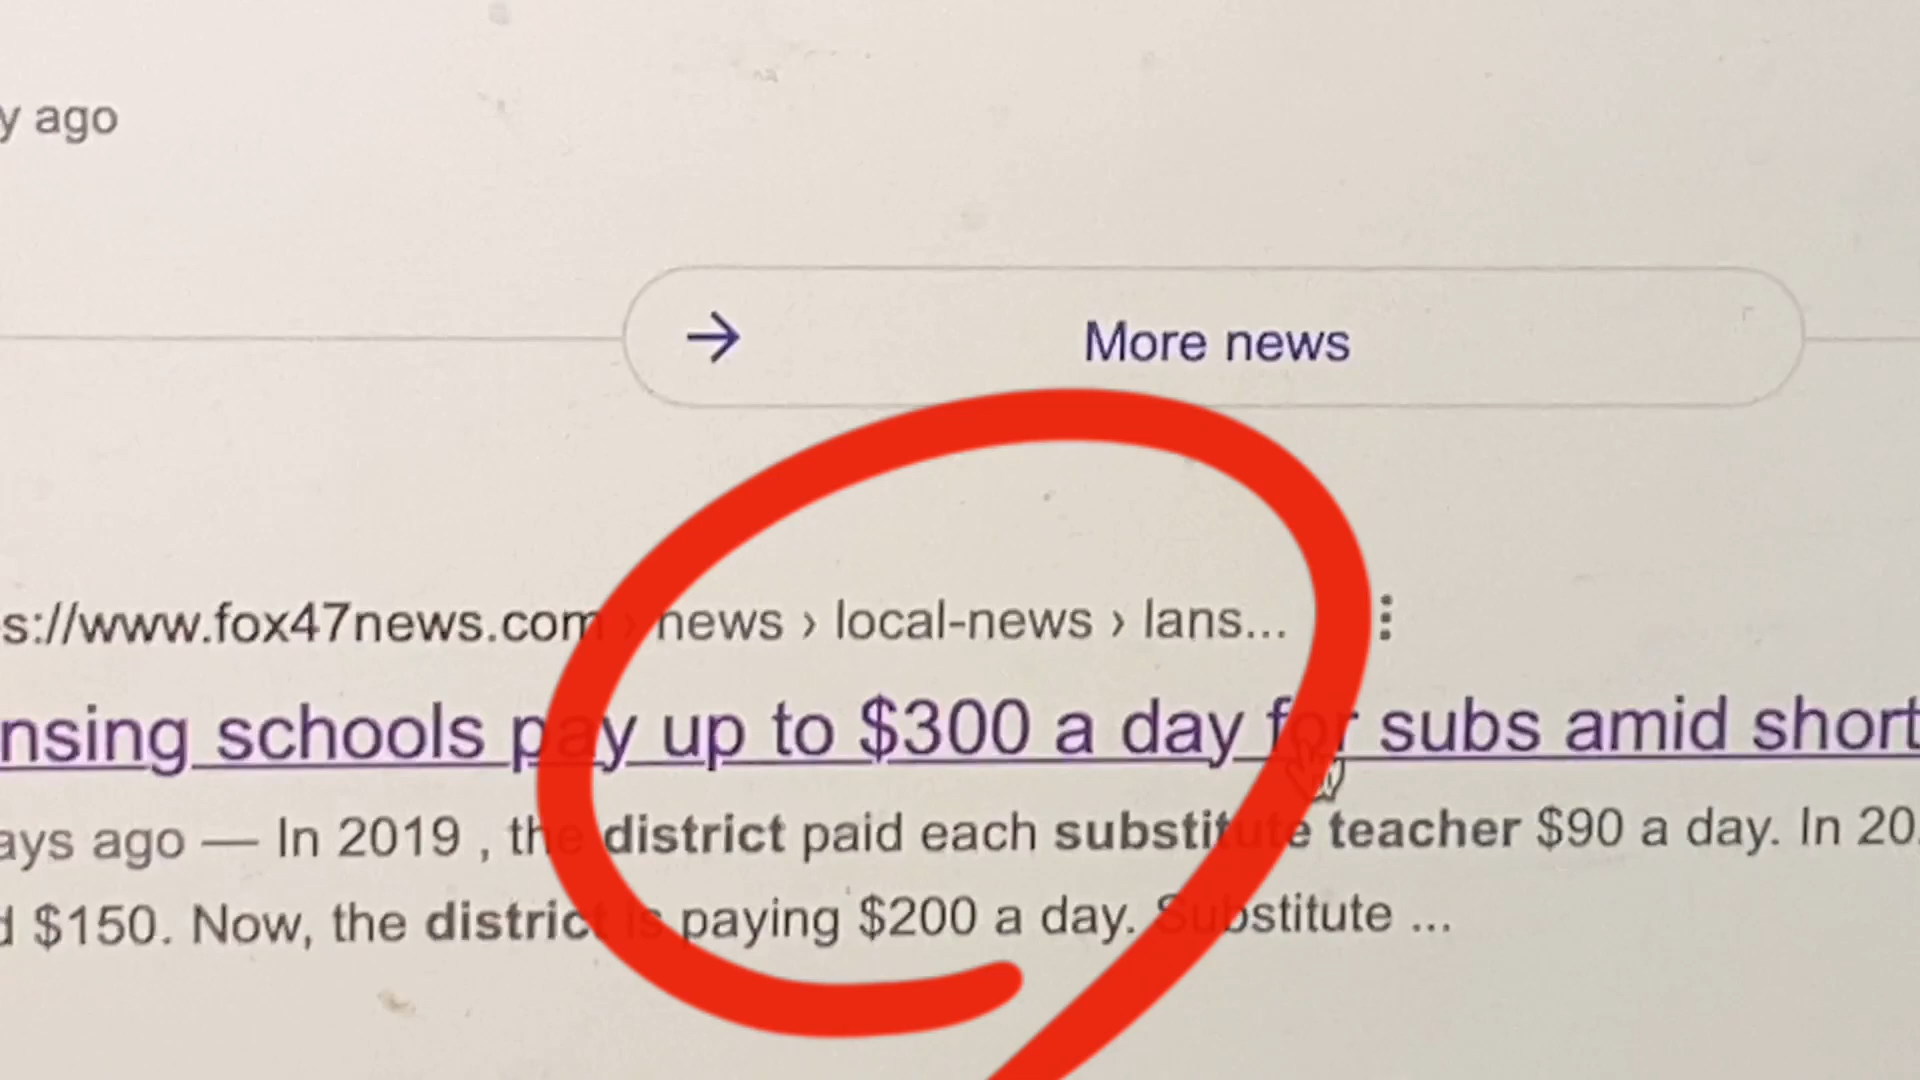 y ago
More news
s://www.fox47news.com › news › local-news › lans...
nsing schools pay up to $300 a day for subs amid short
ays ago — In 2019 , the district paid each substitute teacher $90 a day. In 20
d $150. Now, the district is paying $200 a day. Substitute ...